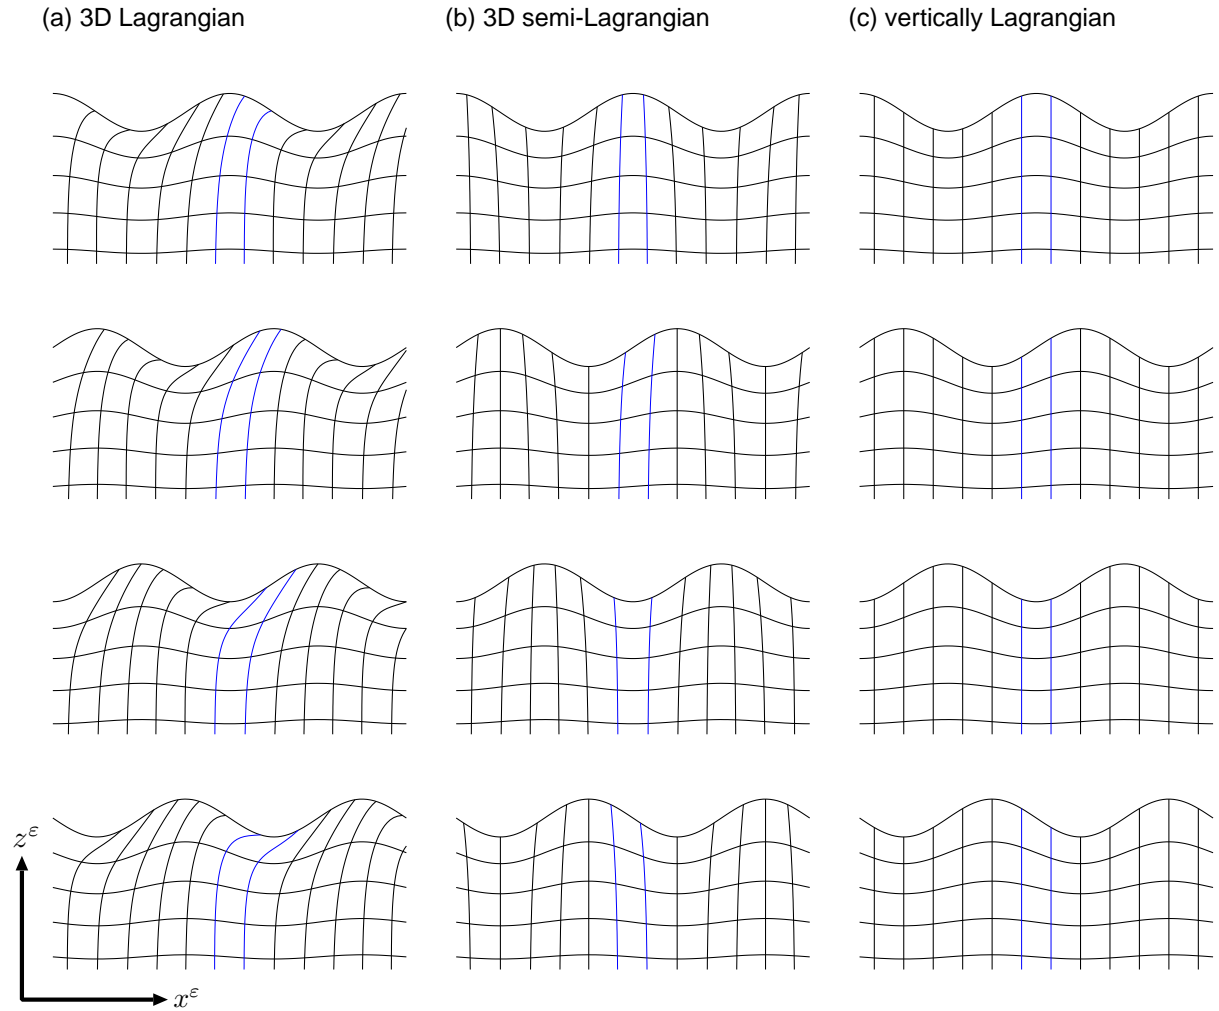 (a) 3D Lagrangian
(b) 3D semi-Lagrangian
(c) vertically Lagrangian
z^ε
x^ε